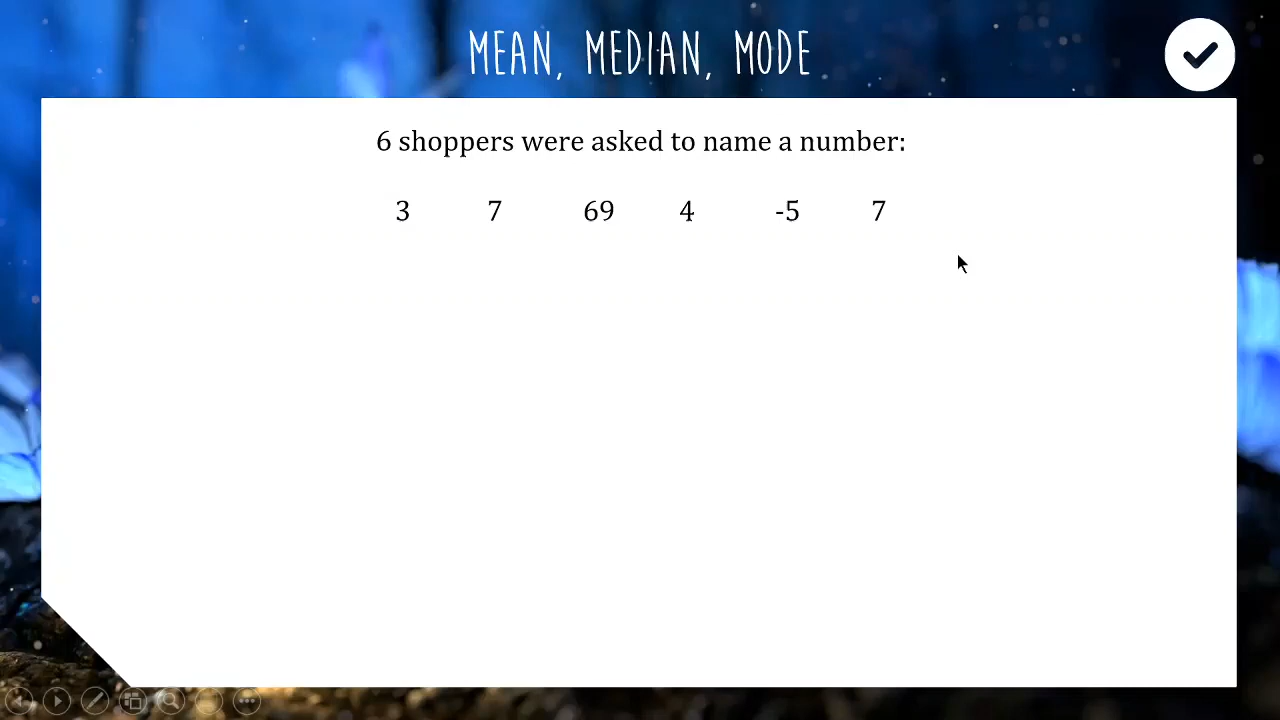 MEAN, MEDIAN, MODE
6 shoppers were asked to name a number:
3 7 69 4 -5 7